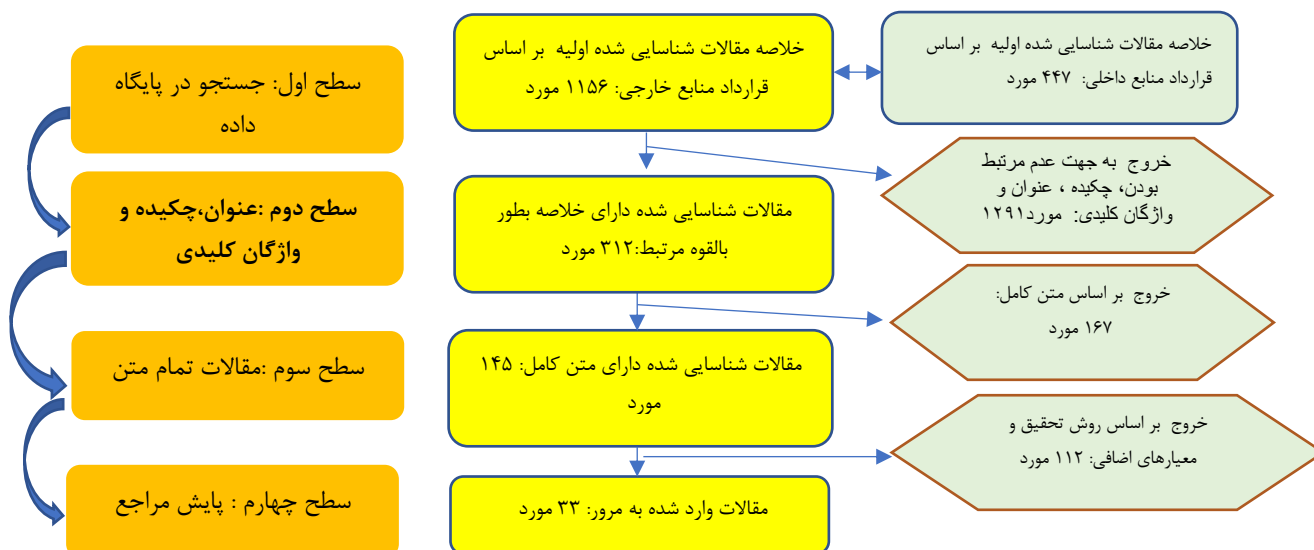 خلاصه مقالات شناسایی شده اولیه بر اساس
قرارداد منابع داخلی: ۴۴۷ مورد
خلاصه مقالات شناسایی شده اولیه بر اساس
قرارداد منابع خارجی: ۱۱۵۶ مورد
سطح اول: جستجو در پایگاه
داده
خروج به جهت عدم مرتبط
بودن، چکیده ، عنوان و
واژگان کلیدی: مورد۱۲۹۱
مقالات شناسایی شده دارای خلاصه بطور
بالقوه مرتبط:۳۱۲ مورد
سطح دوم :عنوان،چکیده و
واژگان کلیدی
خروج بر اساس متن کامل:
۱۶۷ مورد
مقالات شناسایی شده دارای متن کامل: ۱۴۵
مورد
سطح سوم :مقالات تمام متن
خروج بر اساس روش تحقیق و
معیارهای اضافی: ۱۱۲ مورد
مقالات وارد شده به مرور: ۳۳ مورد
سطح چهارم : پایش مراجع